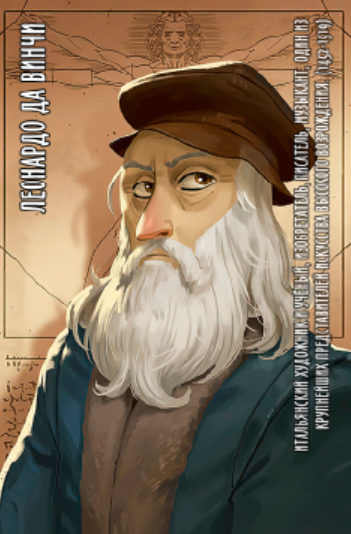 ЛЕОНАРДО ДА ВИНЧИ
ИТАЛЬЯНСКИЙ ХУДОЖНИК И УЧЁНЫЙ, ИЗОБРЕТАТЕЛЬ, ПИСАТЕЛЬ, МУЗЫКАНТ, ОДИН ИЗ
КРУПНЕЙШИХ ПРЕДСТАВИТЕЛЕЙ ИСКУССТВА ВЫСОКОГО ВОЗРОЖДЕНИЯ (1452-1519)